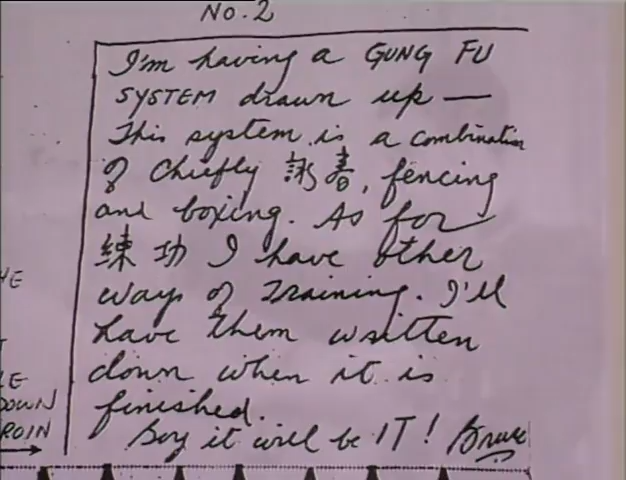 No. 2
I'm having a GUNG FU
SYSTEM drawn up —
This system is a combination
of chiefly 詠春, fencing
and boxing. As for
練功 I have other
ways of training. I'll
have them written
down when it is
finished.
Boy it will be IT! Bruce
HE
LE
DOWN
ROIN